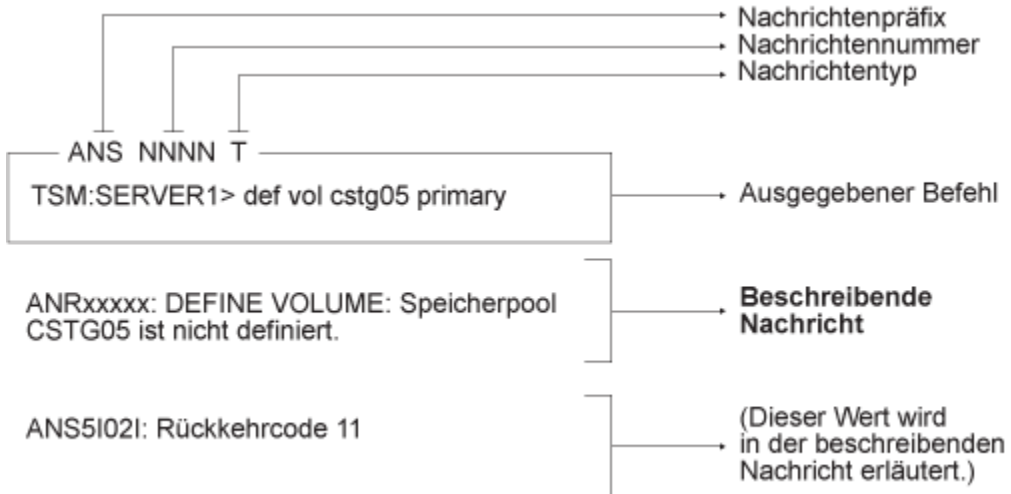 Nachrichtenpräfix
Nachrichtennummer
Nachrichtentyp
ANS NNNN T
TSM:SERVER1> def vol cstg05 primary
Ausgegebener Befehl
ANRxxxxx: DEFINE VOLUME: Speicherpool
CSTG05 ist nicht definiert.
Beschreibende
Nachricht
ANS5I02I: Rückkehrcode 11
(Dieser Wert wird
in der beschreibenden
Nachricht erläutert.)